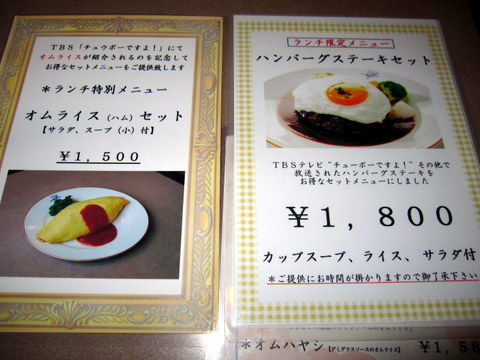 TBS「チュウボーですよ!」にて
オムライスが紹介されるのを記念して
お得なセットメニューをご提供致します
＊ランチ特別メニュー
オムライス(ハム)セット
【サラダ、スープ(小)付】
¥1,500
ランチ限定メニュー
ハンバーグステーキセット
TBSテレビ"チューボーですよ!"その他で
放送されたハンバーグステーキを
お得なセットメニューにしました
¥1,800
カップスープ、ライス、サラダ付
＊ご提供にお時間が掛かりますので御了承下さい
＊オムハヤシ【デミグラスソースのオムライス】 ¥1,58